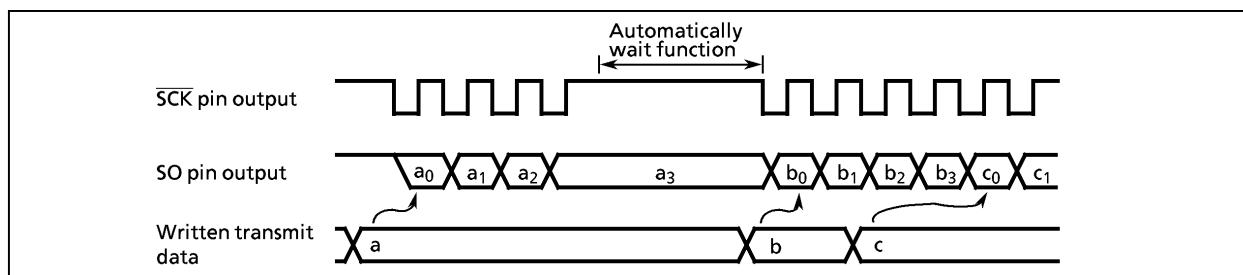 Automatically
wait function
SCK pin output
SO pin output
a0 a1 a2 a3 b0 b1 b2 b3 c0 c1
Written transmit
data
a b c